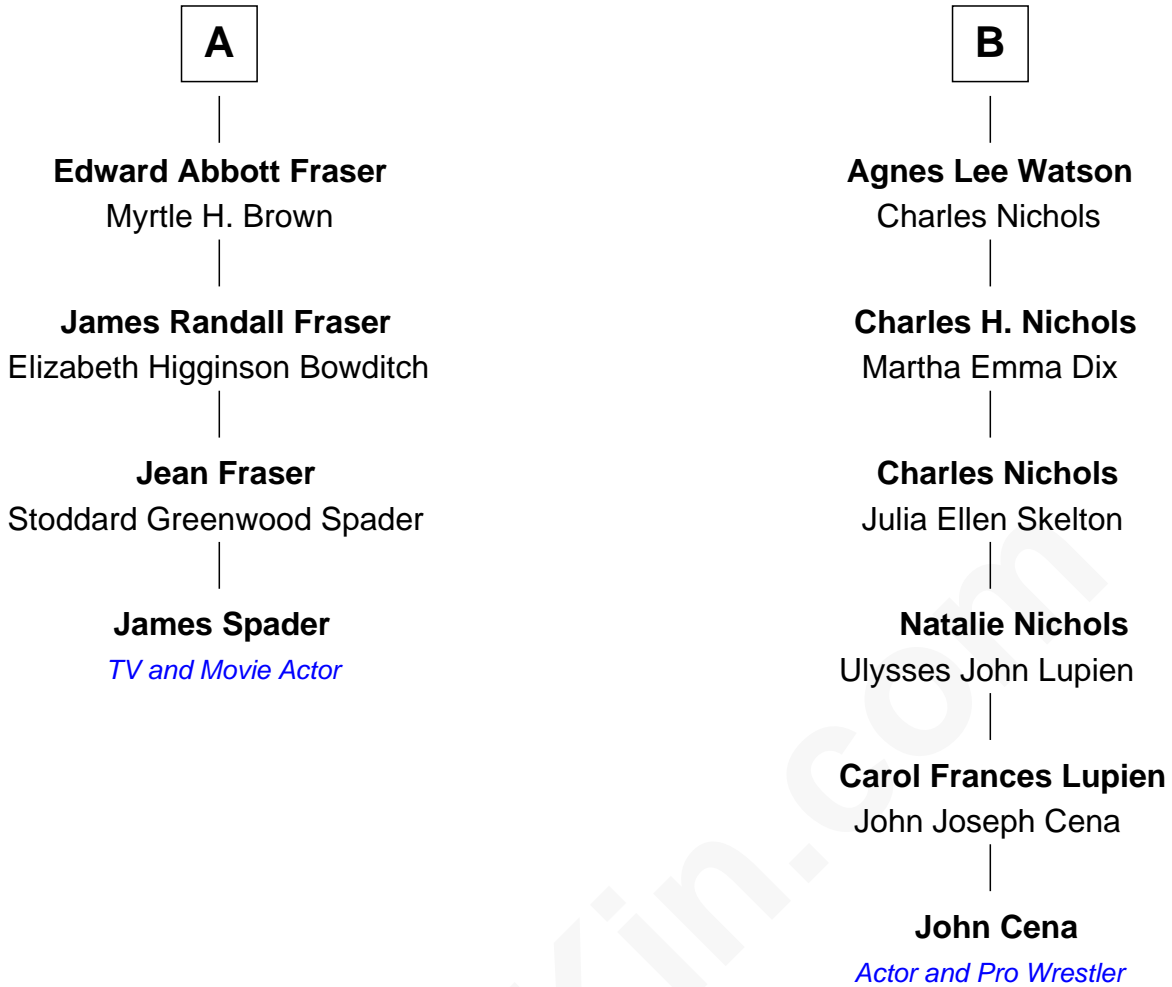 A
Edward Abbott Fraser
Myrtle H. Brown
James Randall Fraser
Elizabeth Higginson Bowditch
Jean Fraser
Stoddard Greenwood Spader
James Spader
TV and Movie Actor
B
Agnes Lee Watson
Charles Nichols
Charles H. Nichols
Martha Emma Dix
Charles Nichols
Julia Ellen Skelton
Natalie Nichols
Ulysses John Lupien
Carol Frances Lupien
John Joseph Cena
John Cena
Actor and Pro Wrestler
Kin.com